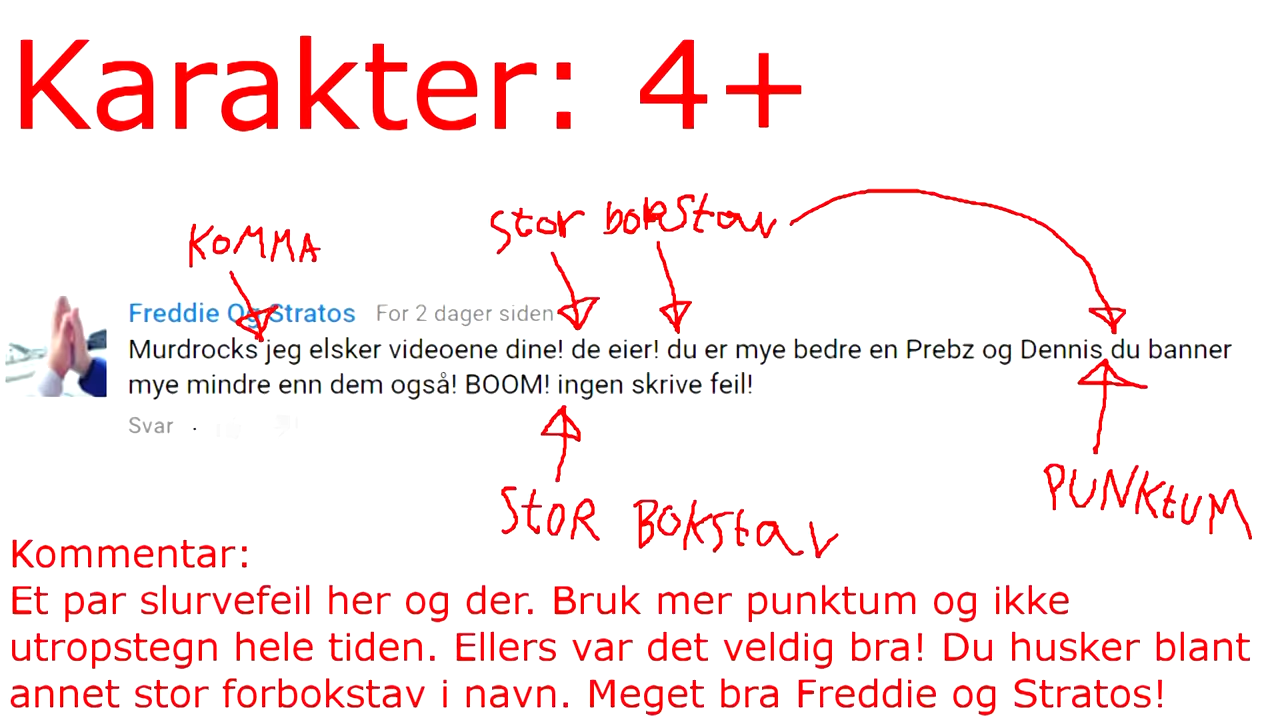 Karakter: 4+
stor bokstav
KOMMA
Freddie Og Stratos For 2 dager siden
Murdrocks jeg elsker videoene dine! de eier! du er mye bedre en Prebz og Dennis du banner
mye mindre enn dem også! BOOM! ingen skrive feil!
Svar
PUNKtUM
StoR BOKStav
Kommentar:
Et par slurvefeil her og der. Bruk mer punktum og ikke
utropstegn hele tiden. Ellers var det veldig bra! Du husker blant
annet stor forbokstav i navn. Meget bra Freddie og Stratos!